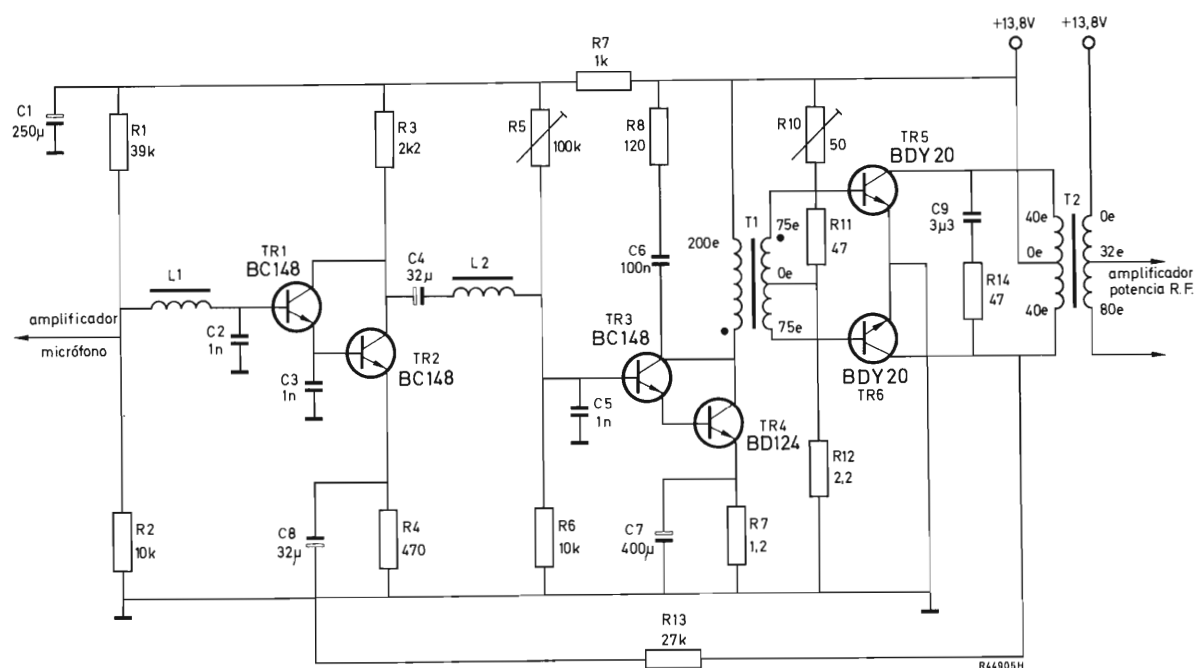 +13,8V
+13,8V
R7
1k
C1
250µ
R1
39k
R3
2k2
R5
100k
R8
120
R10
50
TR5
BDY20
C9
3µ3
40e
T2
0e
T1
75e
R11
47
200e
0e
32e
0e
amplificador
potencia R.F.
TR1
BC148
L1
C4
32µ
L2
C6
100n
R14
47
40e
80e
75e
amplificador
micrófono
C2
1n
TR3
BC148
C3
1n
TR2
BC148
BDY20
TR6
C5
1n
TR4
BD124
R12
2,2
R2
10k
C8
32µ
R4
470
R6
10k
C7
400µ
R7
1,2
R13
27k
R44905H